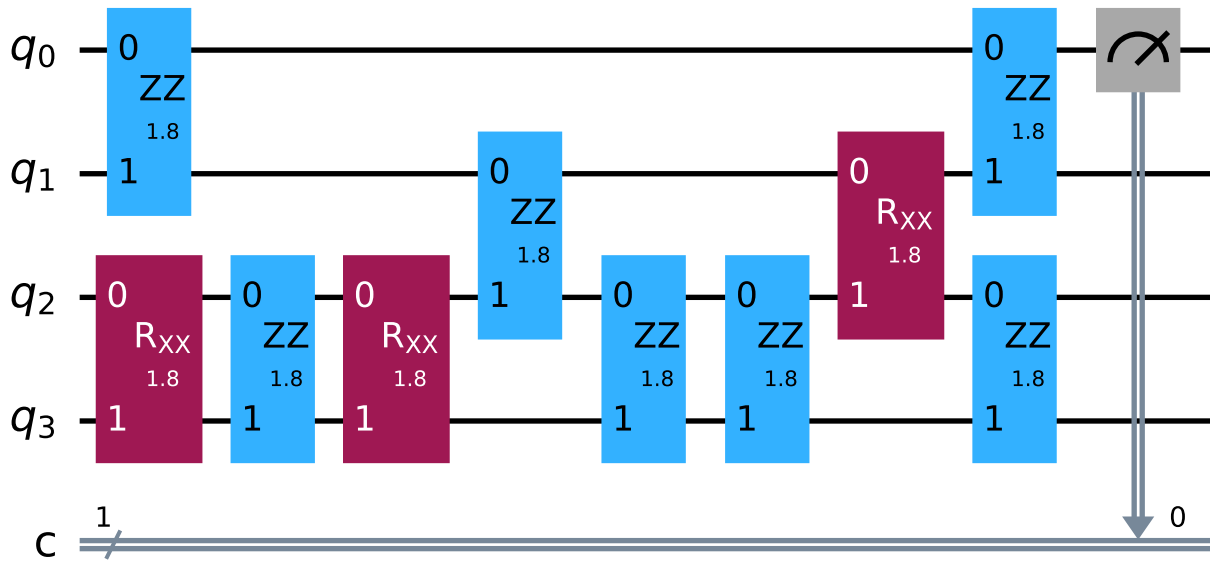 q0 0 0
ZZ ZZ
1.8 1.8
q1 1 0 0 1
ZZ RXX
1.8 1.8
q2 0 0 0 1 0 0 1 0
RXX ZZ RXX ZZ ZZ ZZ
1.8 1.8 1.8 1.8 1.8 1.8
q3 1 1 1 1 1 1
1 0
c